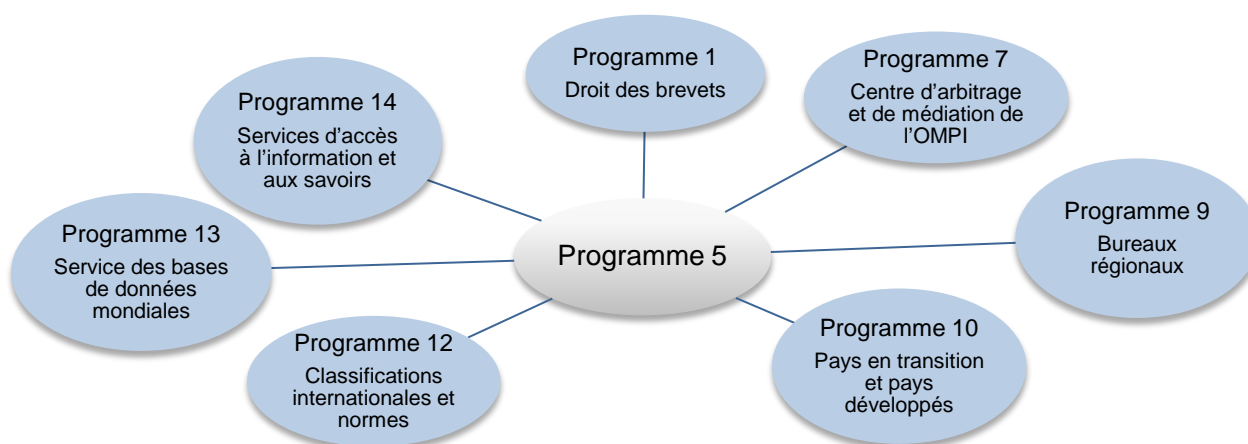 Programme 1
Droit des brevets
Programme 7
Centre d'arbitrage
et de médiation de
l'OMPI
Programme 14
Services d'accès
à l'information et
aux savoirs
Programme 9
Bureaux
régionaux
Programme 13
Service des bases
de données
mondiales
Programme 5
Programme 12
Classifications
internationales et
normes
Programme 10
Pays en transition
et pays
développés